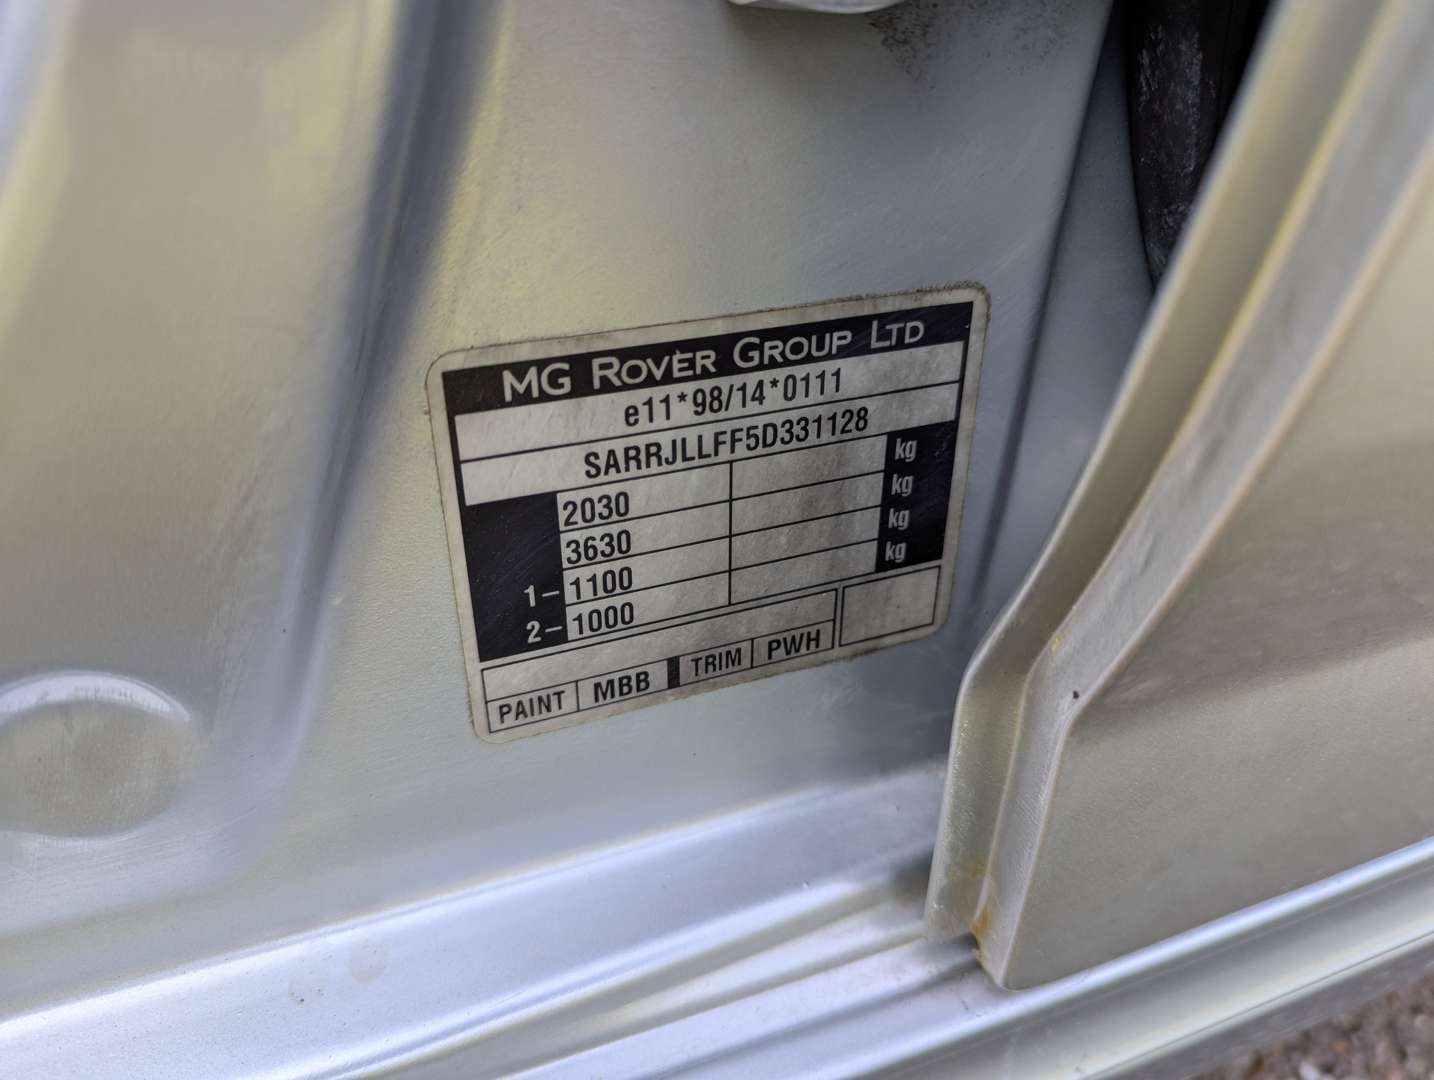 MG ROVER GROUP LTD
e11*98/14*0111
SARRJLLFF5D331128
2030 kg
3630 kg
1– 1100 kg
2– 1000 kg
PAINT MBB TRIM PWH